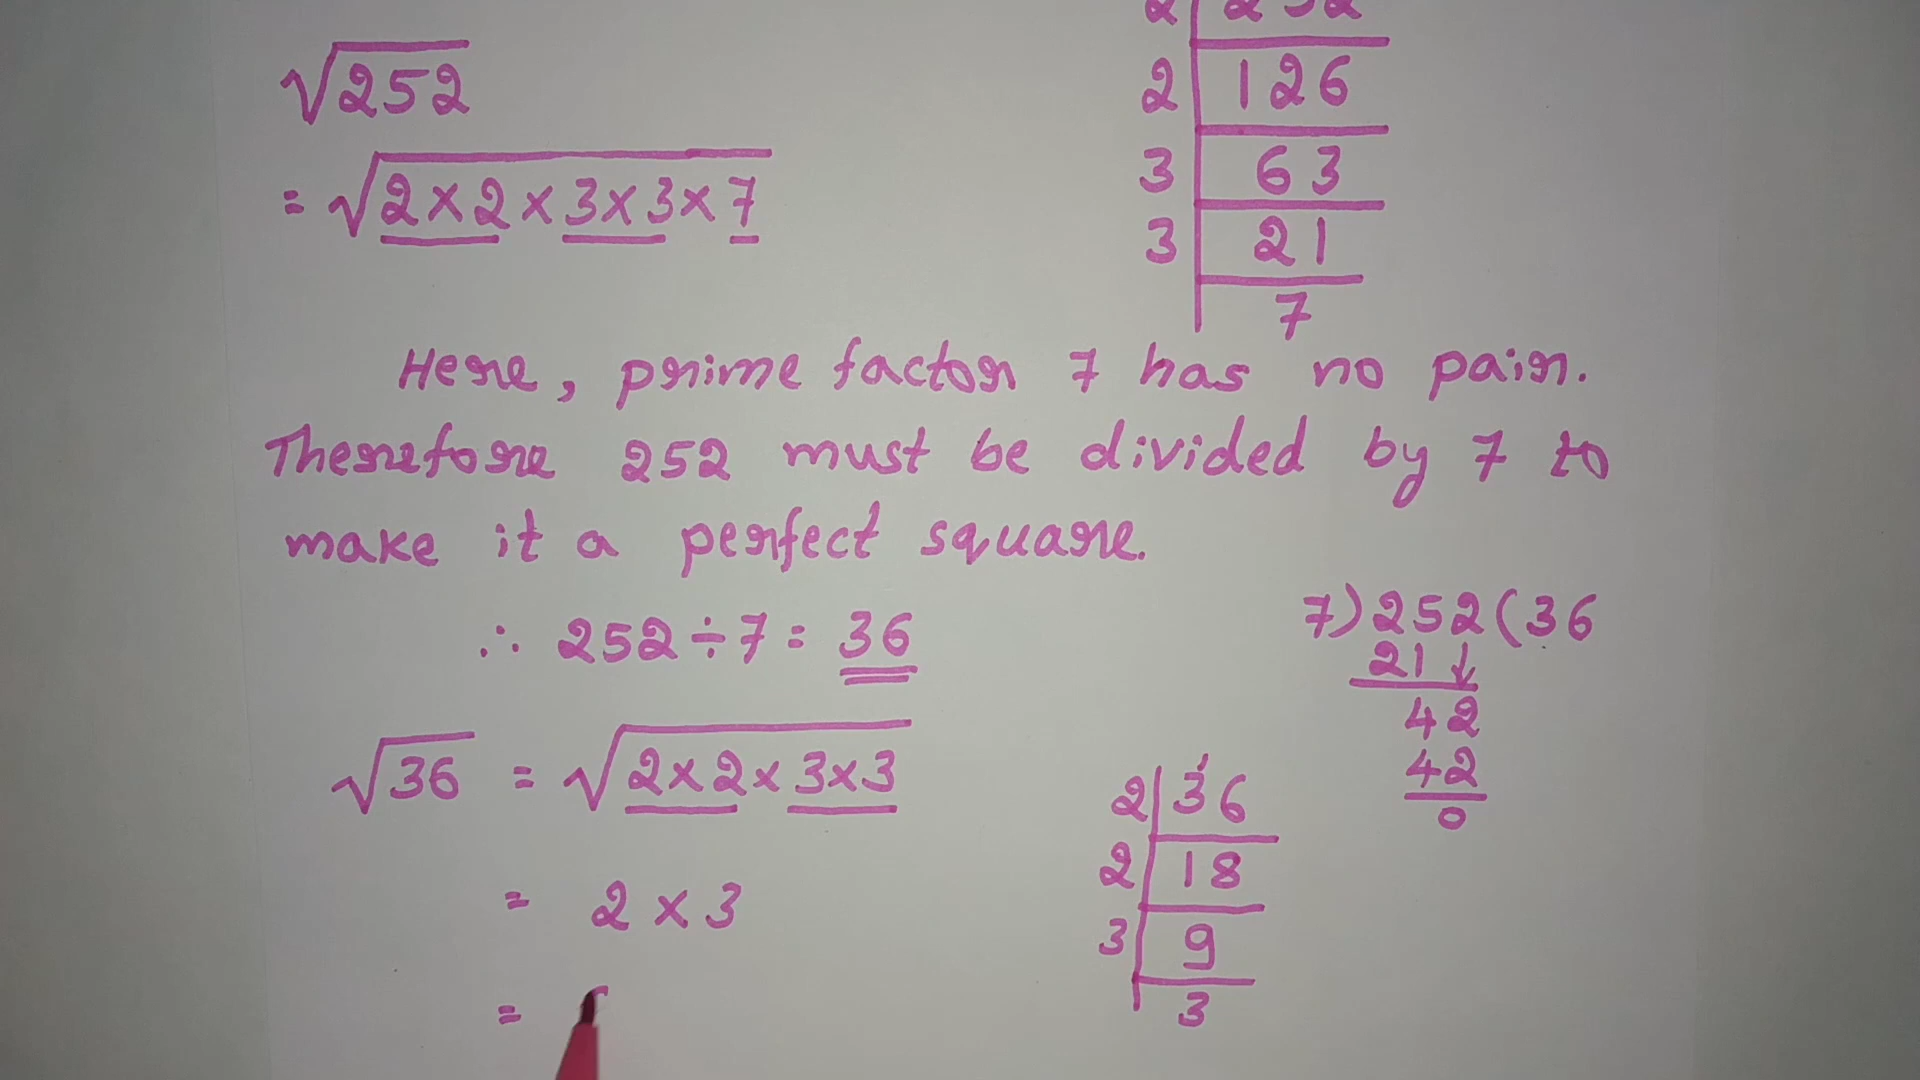 √252
= √2×2×3×3×7
2 | 252
2 | 126
3 | 63
3 | 21
7
Here, prime factor 7 has no pair.
Therefore 252 must be divided by 7 to
make it a perfect square.
∴ 252÷7 = 36
7)252(36
21↓
42
42
0
√36 = √2×2×3×3
= 2×3
=
2 | 36
2 | 18
3 | 9
3